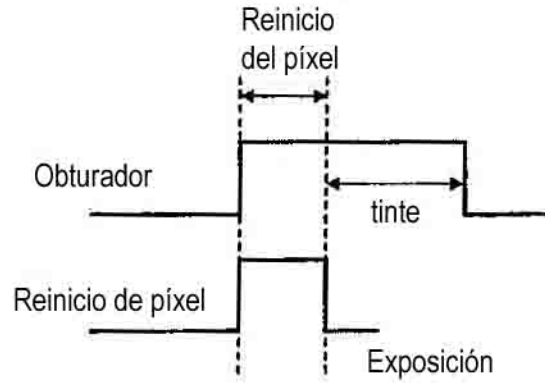 Reinicio
del píxel
Obturador
tinte
Reinicio de píxel
Exposición